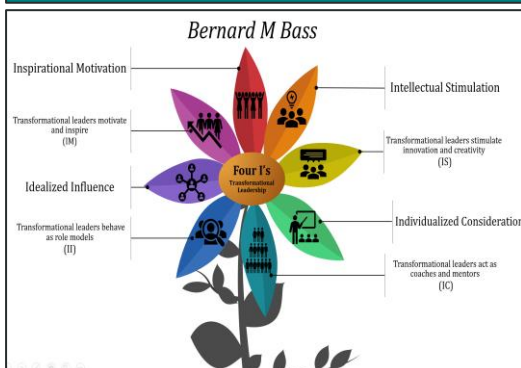 Bernard M Bass
Inspirational Motivation
Transformational leaders motivate
and inspire
(IM)
Idealized Influence
Transformational leaders behave
as role models
(II)
Four I's
Transformational
Leadership
Intellectual Stimulation
Transformational leaders stimulate
innovation and creativity
(IS)
Individualized Consideration
Transformational leaders act as
coaches and mentors
(IC)